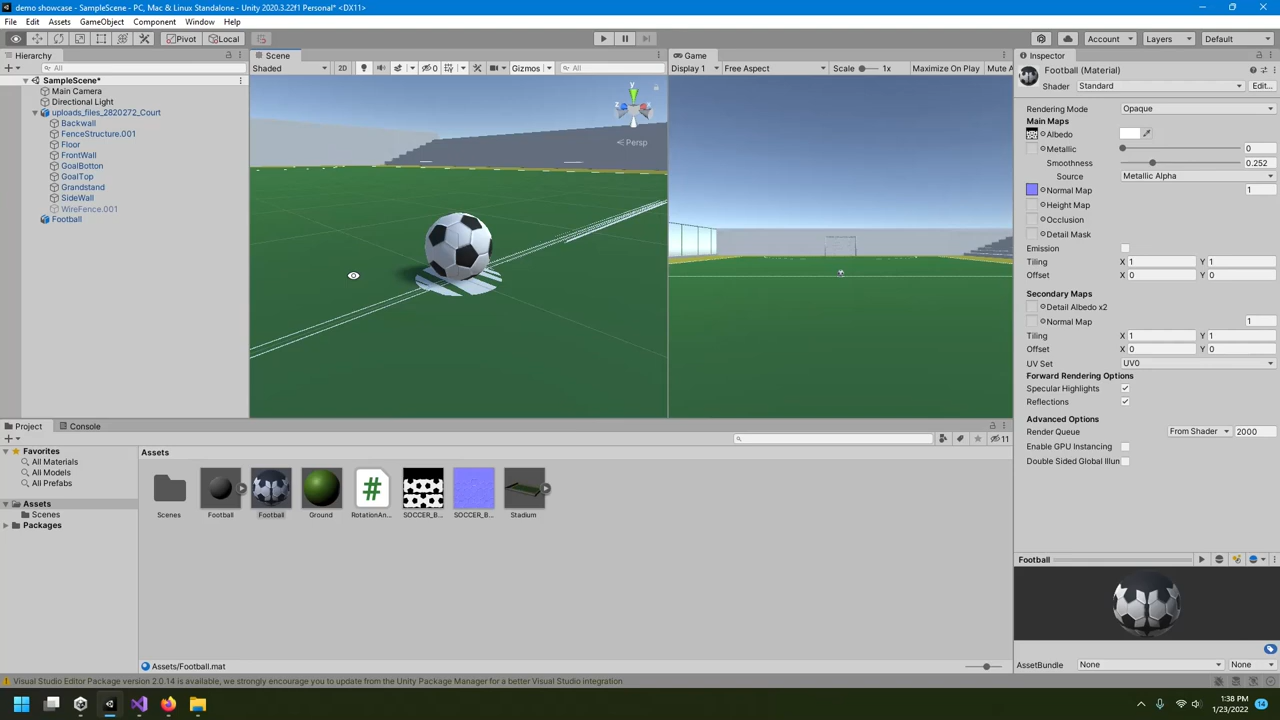 demo showcase - SampleScene - PC, Mac & Linux Standalone - Unity 2020.3.22f1 Personal* <DX11>
File Edit Assets GameObject Component Window Help
Pivot Local
Account Layers Default
Hierarchy
All
SampleScene*
Main Camera
Directional Light
uploads_files_2820272_Court
Backwall
FenceStructure.001
Floor
FrontWall
GoalBotton
GoalTop
Grandstand
SideWall
WireFence.001
Football
Scene
Shaded 2D 0 Gizmos All
y
z
x
Persp
Game
Display 1 Free Aspect Scale 1x Maximize On Play Mute A
Inspector
Football (Material)
Shader Standard Edit...
Rendering Mode Opaque
Main Maps
Albedo
Metallic 0
Smoothness 0.252
Source Metallic Alpha
Normal Map 1
Height Map
Occlusion
Detail Mask
Emission
Tiling X 1 Y 1
Offset X 0 Y 0
Secondary Maps
Detail Albedo x2
Normal Map 1
Tiling X 1 Y 1
Offset X 0 Y 0
UV Set UV0
Forward Rendering Options
Specular Highlights
Reflections
Advanced Options
Render Queue From Shader 2000
Enable GPU Instancing
Double Sided Global Illun
Football
AssetBundle None None
Project Console
11
Favorites
All Materials
All Models
All Prefabs
Assets
Scenes
Packages
Assets
Scenes Football Football Ground RotationAn... SOCCER_B... SOCCER_B... Stadium
Assets/Football.mat
Visual Studio Editor Package version 2.0.14 is available, we strongly encourage you to update from the Unity Package Manager for a better Visual Studio integration
1:38 PM
1/23/2022
14